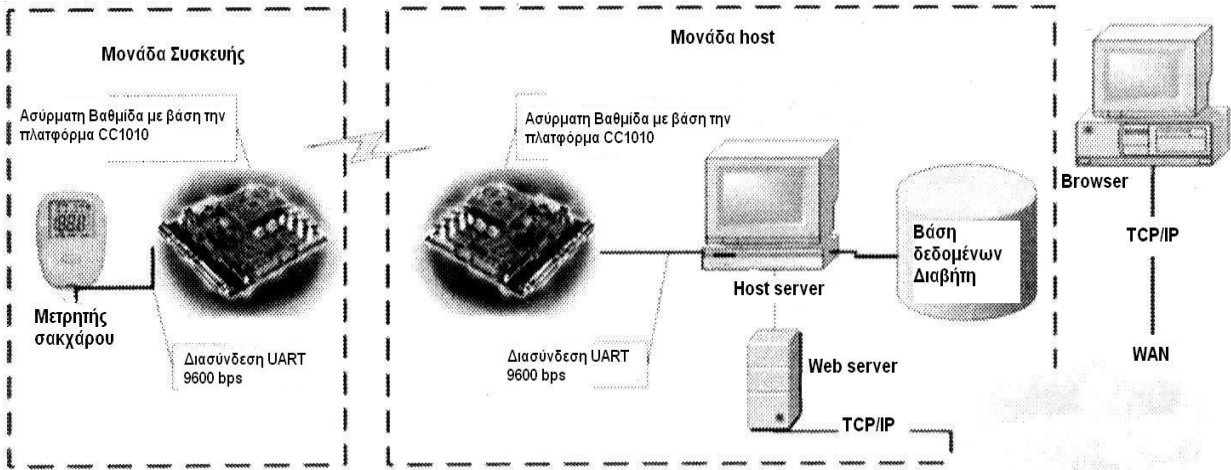 Μονάδα Συσκευής
Ασύρματη Βαθμίδα με βάση την
πλατφόρμα CC1010
Μετρητής
σακχάρου
Διασύνδεση UART
9600 bps
Μονάδα host
Ασύρματη Βαθμίδα με βάση την
πλατφόρμα CC1010
Διασύνδεση UART
9600 bps
Host server
Βάση
δεδομένων
Διαβήτη
Web server
TCP/IP
Browser
TCP/IP
WAN